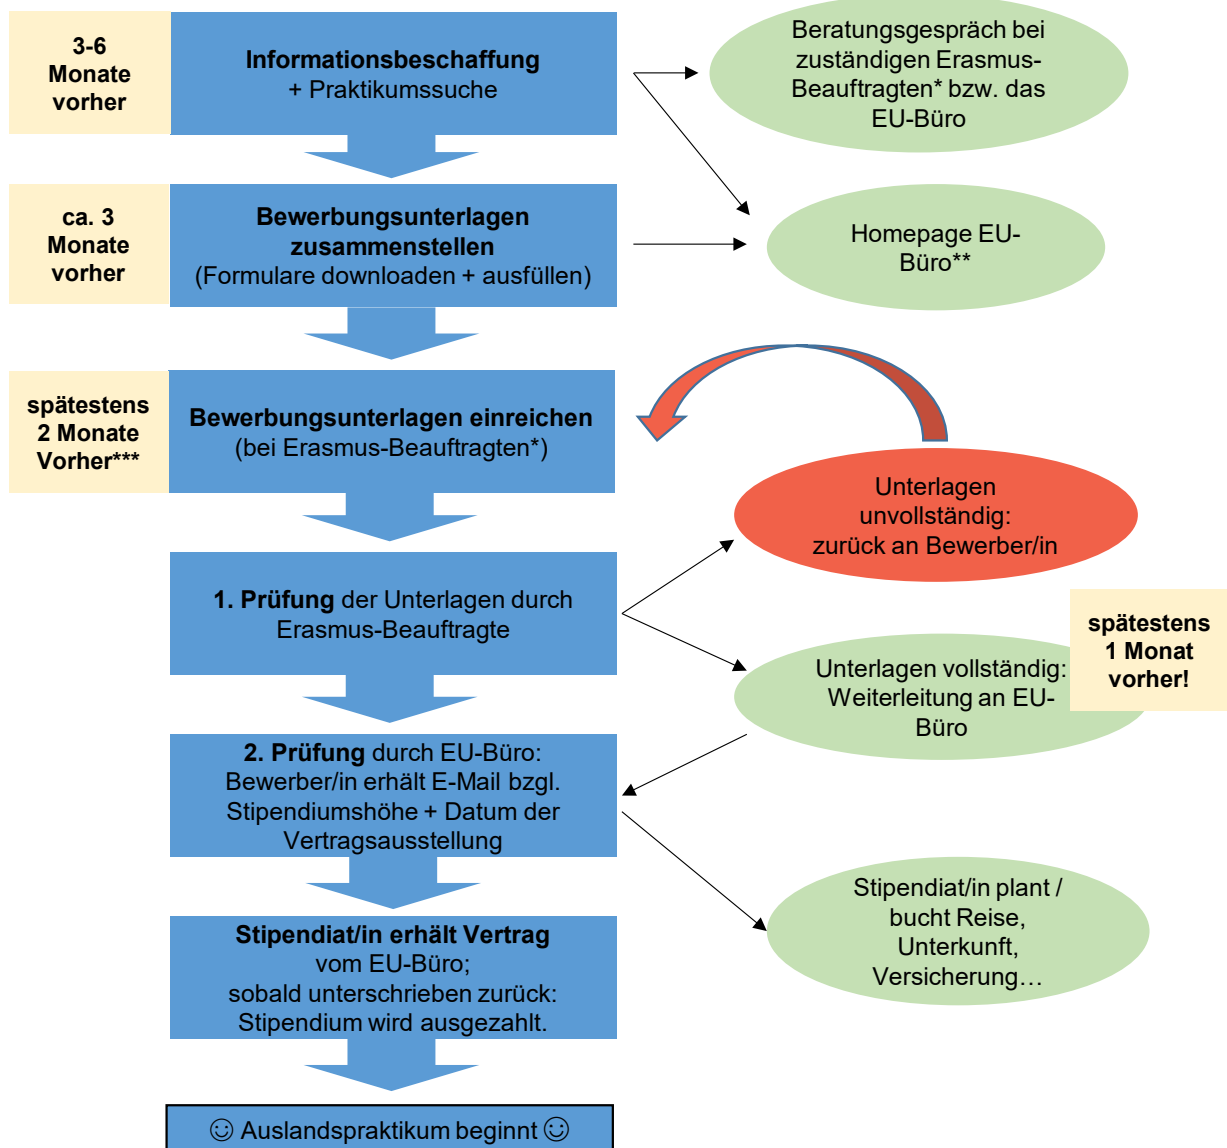 3-6
Monate
vorher
Informationsbeschaffung
+ Praktikumssuche
Beratungsgespräch bei
zuständigen Erasmus-
Beauftragten* bzw. das
EU-Büro
ca. 3
Monate
vorher
Bewerbungsunterlagen
zusammenstellen
(Formulare downloaden + ausfüllen)
Homepage EU-
Büro**
spätestens
2 Monate
Vorher***
Bewerbungsunterlagen einreichen
(bei Erasmus-Beauftragten*)
Unterlagen
unvollständig:
zurück an Bewerber/in
1. Prüfung der Unterlagen durch
Erasmus-Beauftragte
spätestens
1 Monat
vorher!
Unterlagen vollständig:
Weiterleitung an EU-
Büro
2. Prüfung durch EU-Büro:
Bewerber/in erhält E-Mail bzgl.
Stipendiumshöhe + Datum der
Vertragsausstellung
Stipendiat/in plant /
bucht Reise,
Unterkunft,
Versicherung…
Stipendiat/in erhält Vertrag
vom EU-Büro;
sobald unterschrieben zurück:
Stipendium wird ausgezahlt.
☺ Auslandspraktikum beginnt ☺